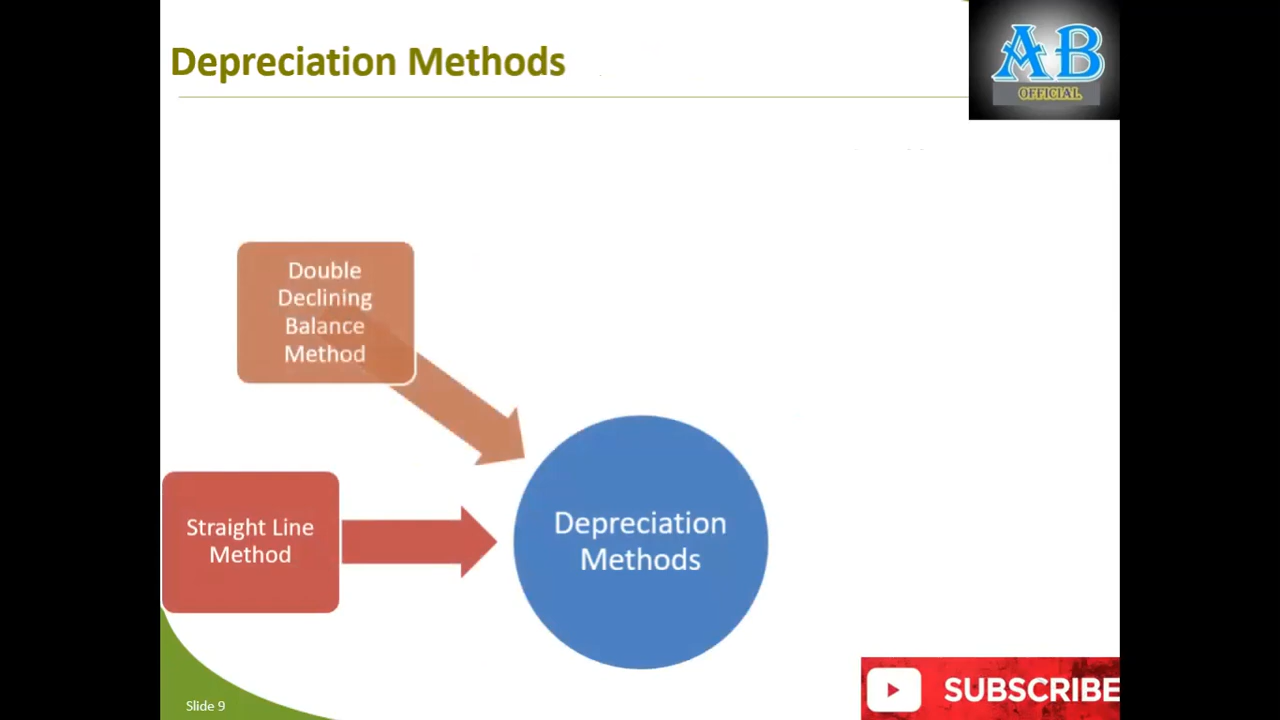 Depreciation Methods
AB
OFFICIAL
Double
Declining
Balance
Method
Straight Line
Method
Depreciation
Methods
Slide 9
SUBSCRIBE